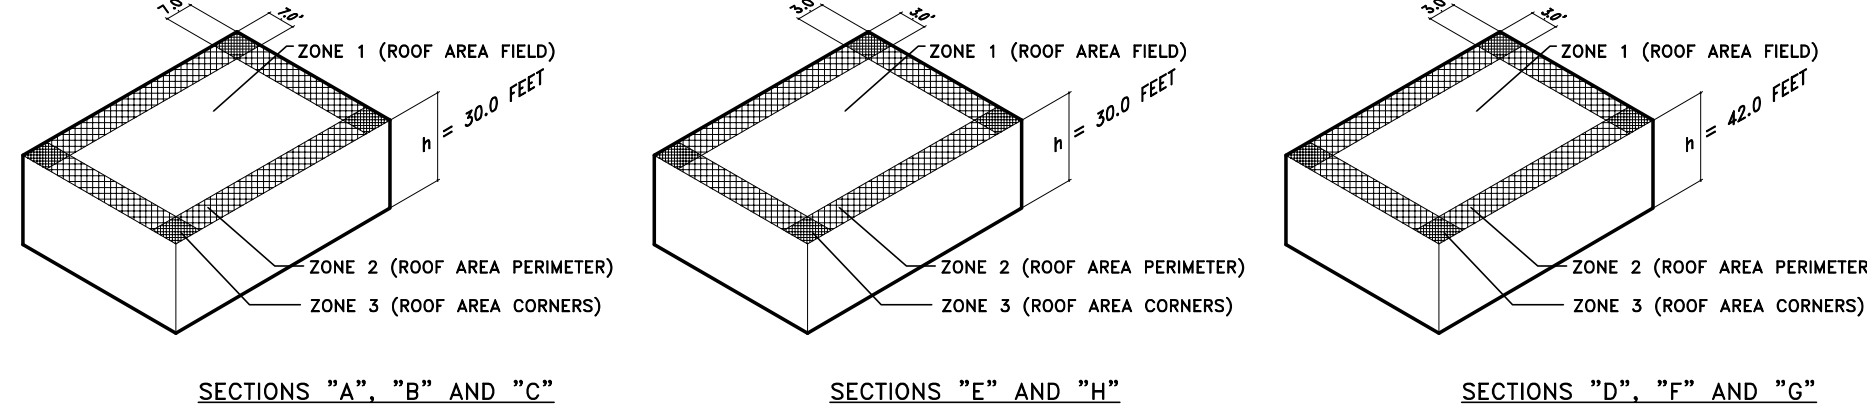 7.0'
7.0'
ZONE 1 (ROOF AREA FIELD)
h = 30.0 FEET
ZONE 2 (ROOF AREA PERIMETER)
ZONE 3 (ROOF AREA CORNERS)
SECTIONS "A", "B" AND "C"
3.0'
3.0'
ZONE 1 (ROOF AREA FIELD)
h = 30.0 FEET
ZONE 2 (ROOF AREA PERIMETER)
ZONE 3 (ROOF AREA CORNERS)
SECTIONS "E" AND "H"
3.0'
3.0'
ZONE 1 (ROOF AREA FIELD)
h = 42.0 FEET
ZONE 2 (ROOF AREA PERIMETER
ZONE 3 (ROOF AREA CORNERS)
SECTIONS "D", "F" AND "G"